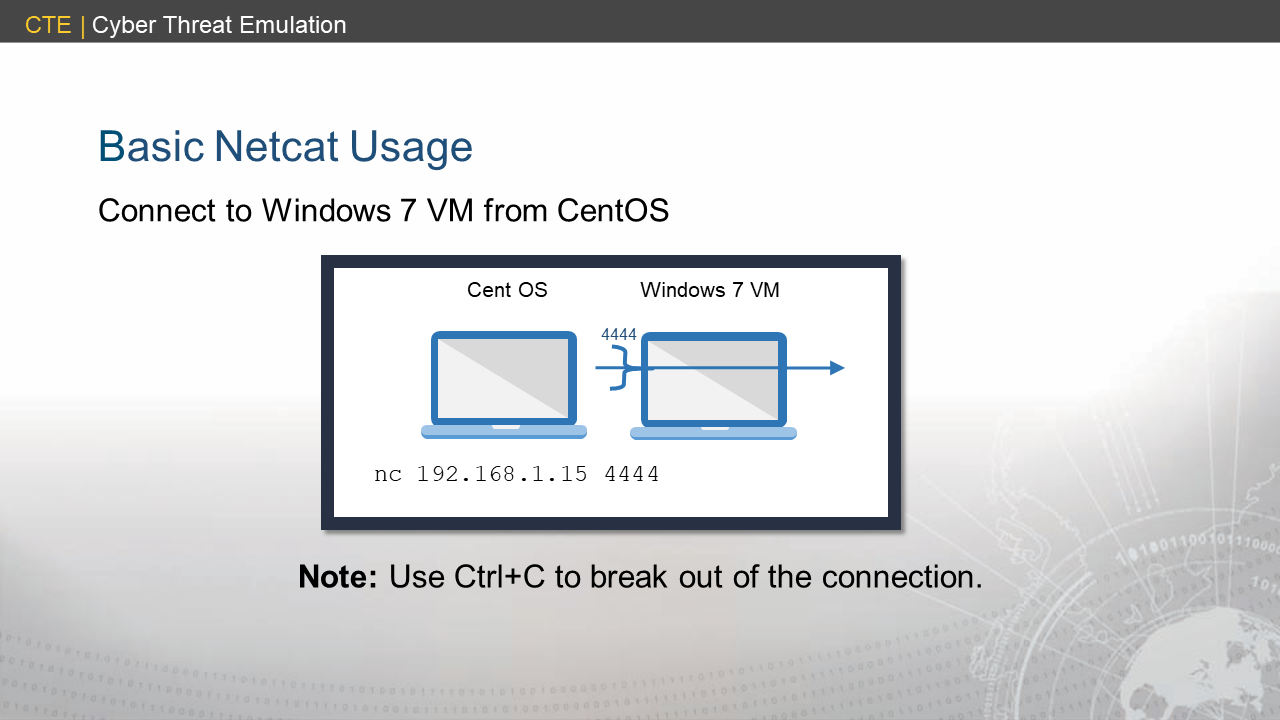 CTE | Cyber Threat Emulation
Basic Netcat Usage
Connect to Windows 7 VM from CentOS
Cent OS
Windows 7 VM
4444
nc 192.168.1.15 4444
Note: Use Ctrl+C to break out of the connection.